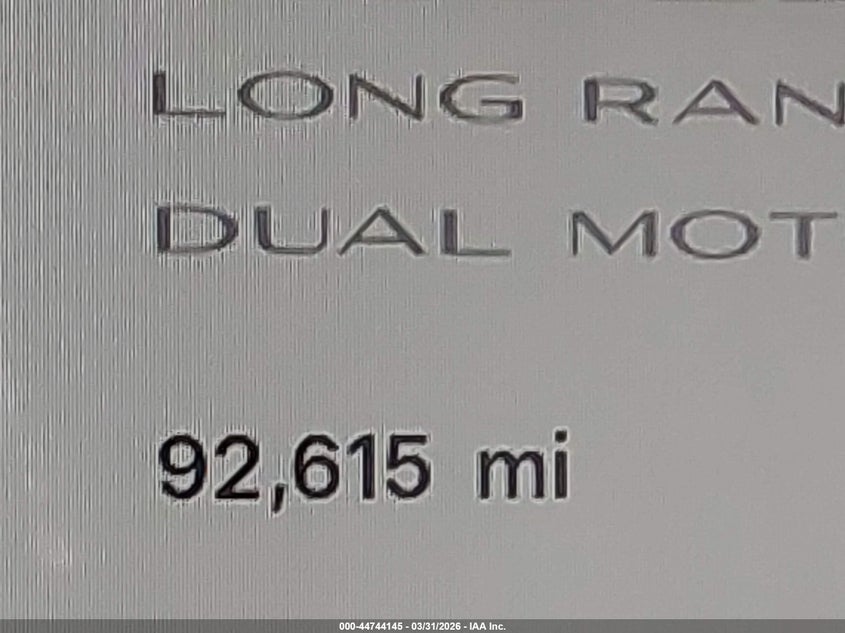 LONG RAN
DUAL MOT
92,615 mi
000-44744145 - 03/31/2026 - IAA Inc.